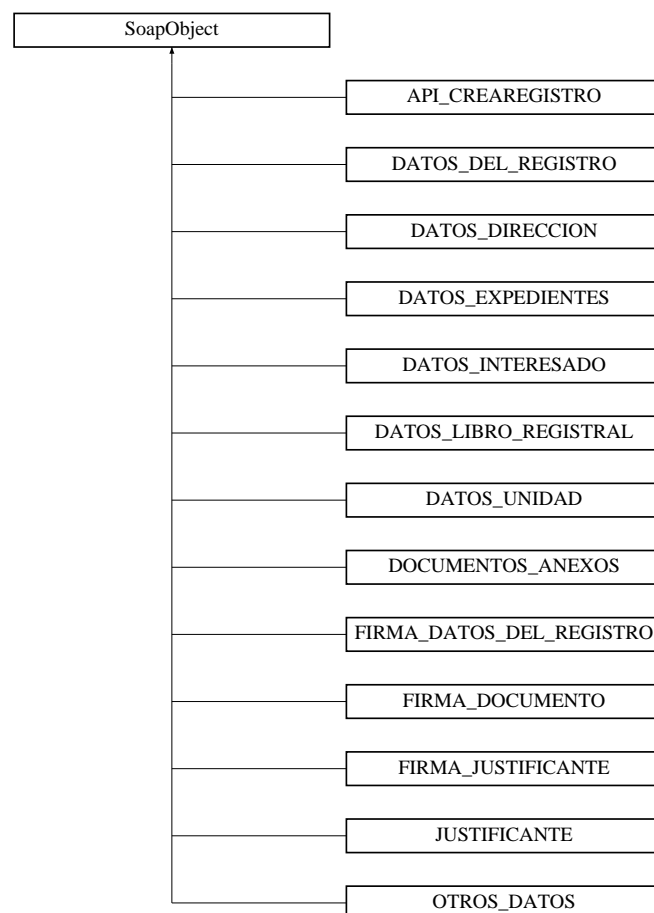 SoapObject
API_CREAREGISTRO
DATOS_DEL_REGISTRO
DATOS_DIRECCION
DATOS_EXPEDIENTES
DATOS_INTERESADO
DATOS_LIBRO_REGISTRAL
DATOS_UNIDAD
DOCUMENTOS_ANEXOS
FIRMA_DATOS_DEL_REGISTRO
FIRMA_DOCUMENTO
FIRMA_JUSTIFICANTE
JUSTIFICANTE
OTROS_DATOS